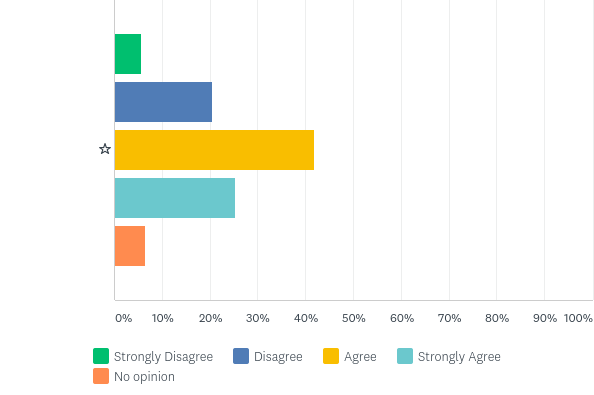 0% 10% 20% 30% 40% 50% 60% 70% 80% 90% 100%
Strongly Disagree Disagree Agree Strongly Agree
No opinion